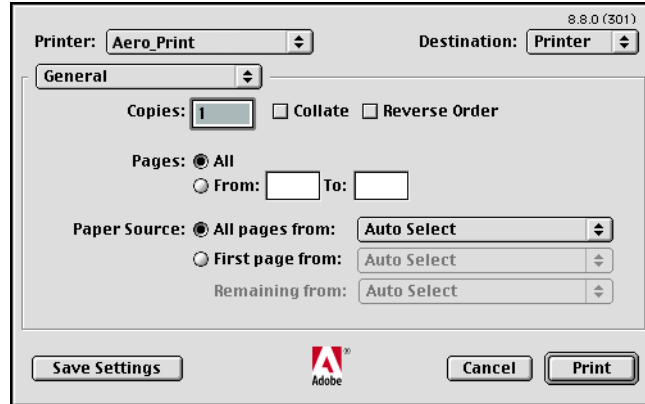 8.8.0 (301)
Printer: Aero_Print Destination: Printer
General
Copies: 1 Collate Reverse Order
Pages: All
From: To:
Paper Source: All pages from: Auto Select
First page from: Auto Select
Remaining from: Auto Select
Save Settings Adobe® Cancel Print